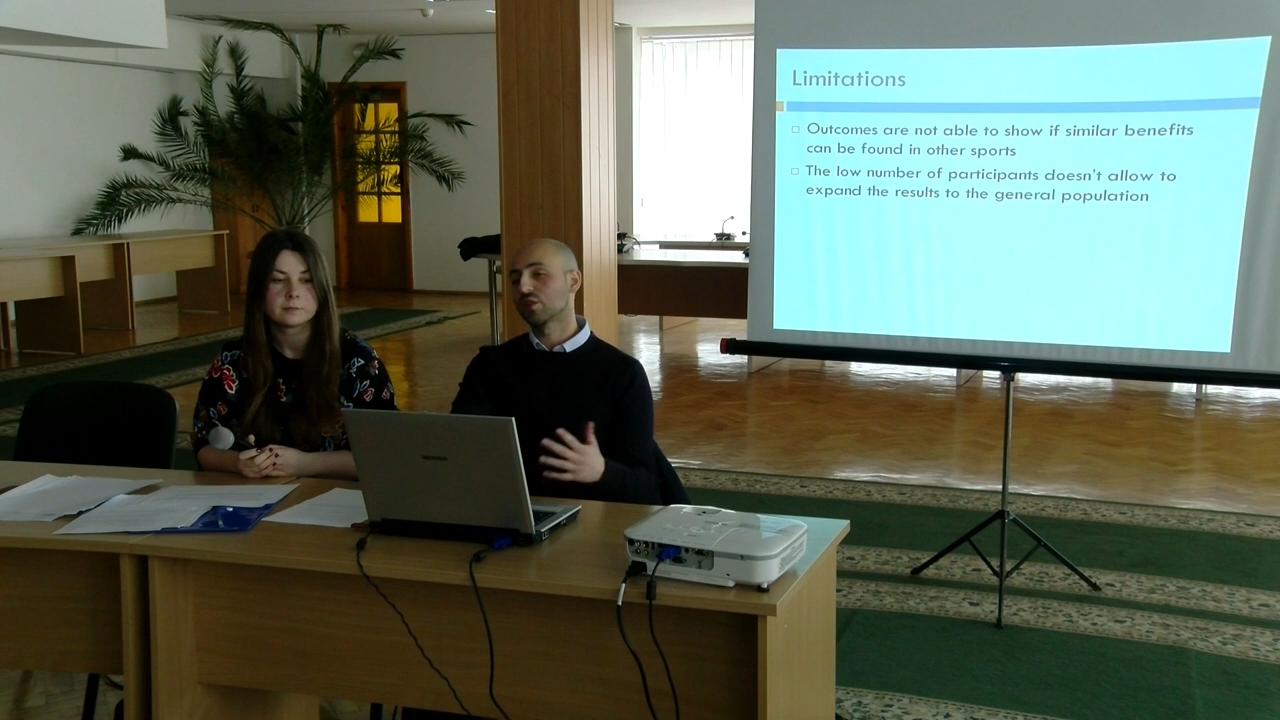 Limitations
Outcomes are not able to show if similar benefits
can be found in other sports
The low number of participants doesn't allow to
expand the results to the general population